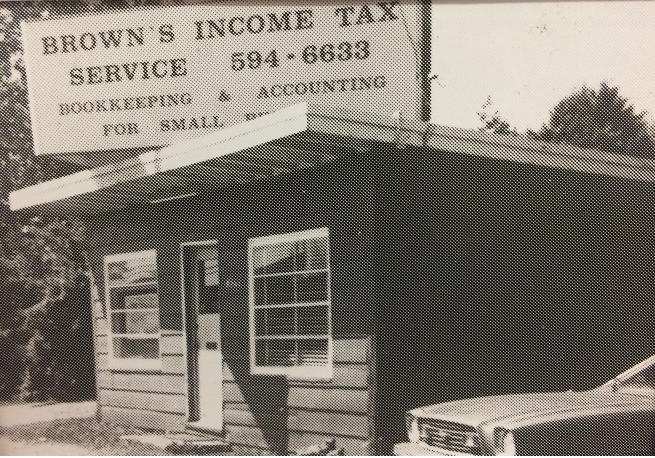 BROWN'S INCOME TAX
SERVICE 594-6633
BOOKKEEPING & ACCOUNTING
FOR SMALL